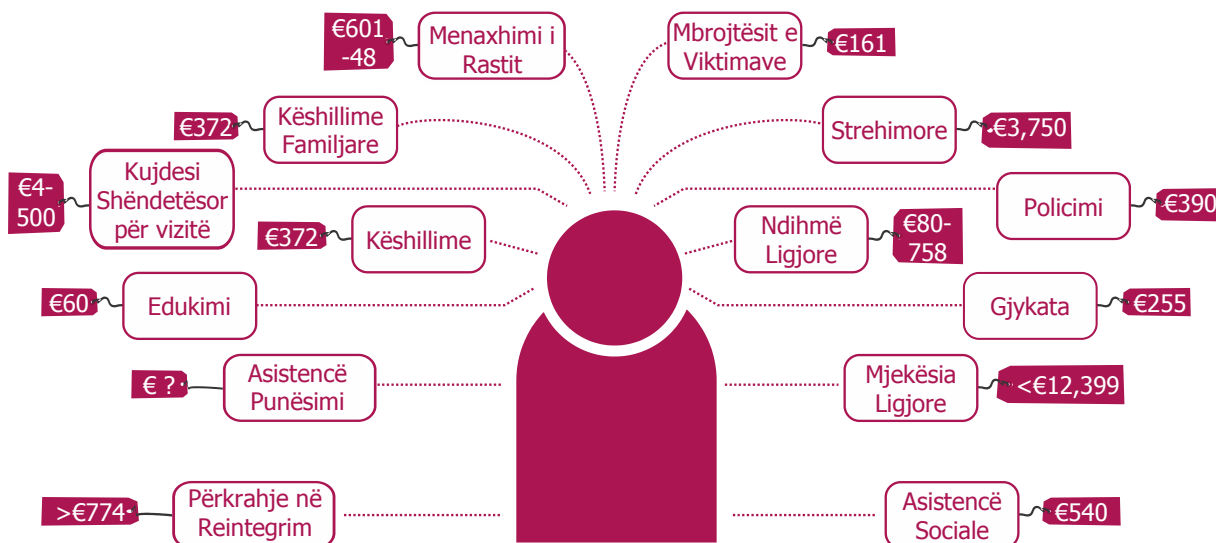 €601
-48
Menaxhimi i
Rastit
Mbrojtësit e
Viktimave
€161
€372
Këshillime
Familjare
Strehimore
€3,750
€4-
500
Kujdesi
Shëndetësor
për vizitë
Policimi
€390
€372
Këshillime
Ndihmë
Ligjore
€80-
758
€60
Edukimi
Gjykata
€255
€ ?
Asistencë
Punësimi
Mjekësia
Ligjore
<€12,399
>€774
Përkrahje në
Reintegrim
Asistencë
Sociale
€540